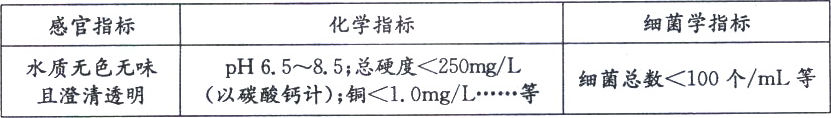 感官指标 化学指标 细菌学指标
水质无色无味
且澄清透明
pH 6.5～8.5;总硬度<250mg/L
(以碳酸钙计);铜<1.0mg/L……等
细菌总数<100 个/mL 等